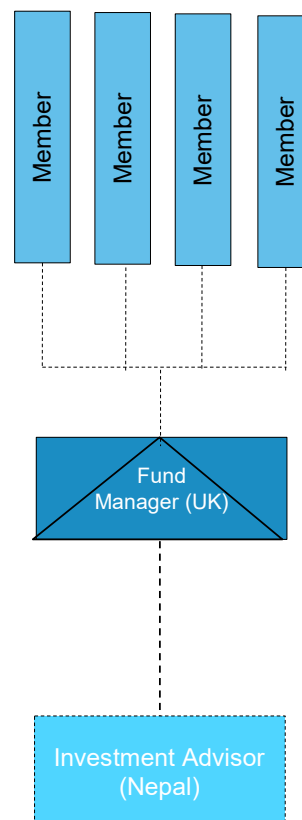 Member
Member
Member
Member
Fund
Manager (UK)
Investment Advisor
(Nepal)